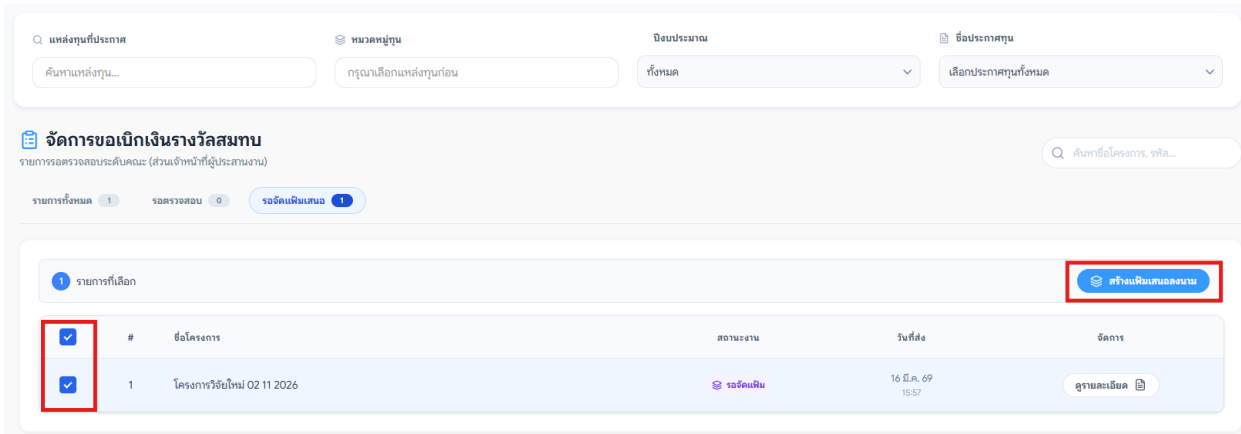 แหล่งทุนที่ประกาศ
หมวดหมู่ทุน
ปีงบประมาณ
ชื่อประกาศทุน
ค้นหาแหล่งทุน...
กรุณาเลือกแหล่งทุนก่อน
ทั้งหมด
เลือกประกาศทุนทั้งหมด
จัดการขอเบิกเงินรางวัลสมทบ
รายการรอตรวจสอบระดับคณะ (ส่วนเจ้าหน้าที่ผู้ประสานงาน)
ค้นหาชื่อโครงการ, รหัส...
รายการทั้งหมด 1
รอตรวจสอบ 0
รอจัดแฟ้มเสนอ 1
1 รายการที่เลือก
สร้างแฟ้มเสนอลงนาม
# ชื่อโครงการ สถานะงาน วันที่ส่ง จัดการ
1 โครงการวิจัยใหม่ 02 11 2026 รอจัดแฟ้ม 16 มี.ค. 69 ดูรายละเอียด
15:57